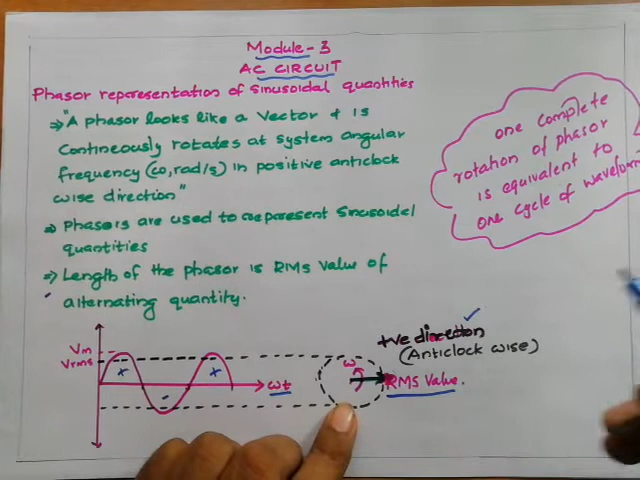 Module-3
AC CIRCUIT
Phasor reporesentation of Sinusoidal quantities
⇒ "A phasor looks like a Vector & is
Contineously rotates at System angular
frequency (ω, rad/s) in positive anticlock
wise direction"
⇒ Phasors are used to represent Sinusoidal
quantities
⇒ Length of the phasor is RMS Value of
alternating quantity.
one complete
rotation of phasor
is equivalent to
one cycle of waveform
Vm
Vrms
+
-
+
ωt
+ve direction
(Anticlock wise)
ω
RMS Value.